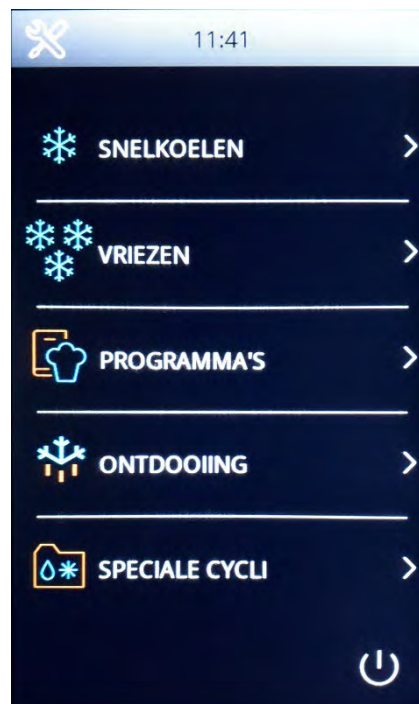 11:41
SNELKOELEN
VRIEZEN
PROGRAMMA'S
ONTDOOIING
SPECIALE CYCLI